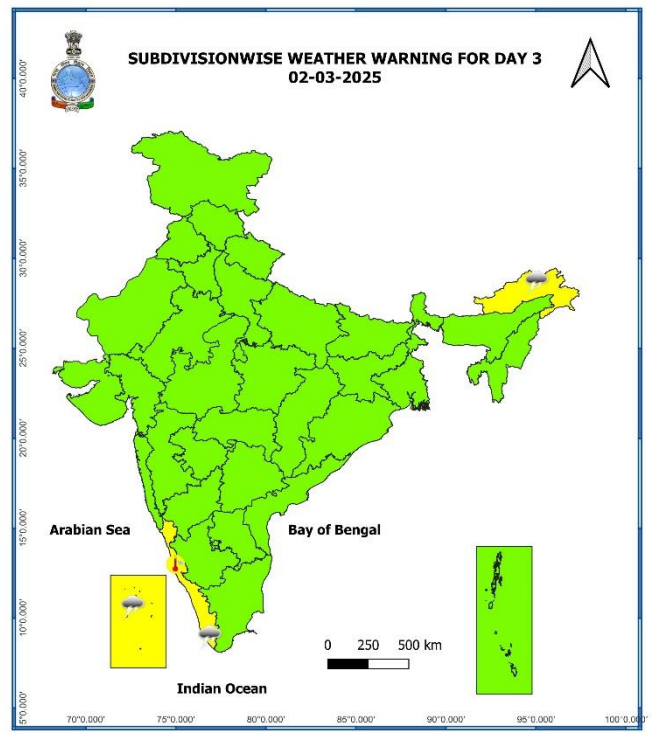 SUBDIVISIONWISE WEATHER WARNING FOR DAY 3
02-03-2025
40°0.000'
35°0.000'
30°0.000'
25°0.000'
20°0.000'
15°0.000'
10°0.000'
5°0.000'
Arabian Sea
Bay of Bengal
0 250 500 km
Indian Ocean
70°0.000' 75°0.000' 80°0.000' 85°0.000' 90°0.000' 95°0.000' 100°0.000'